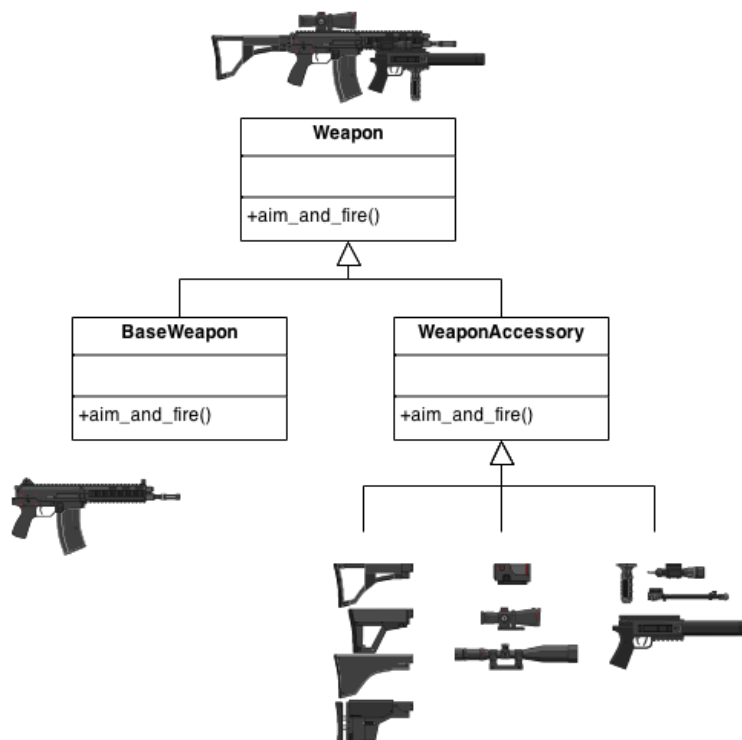 Weapon
+aim_and_fire()
BaseWeapon
WeaponAccessory
+aim_and_fire()
+aim_and_fire()